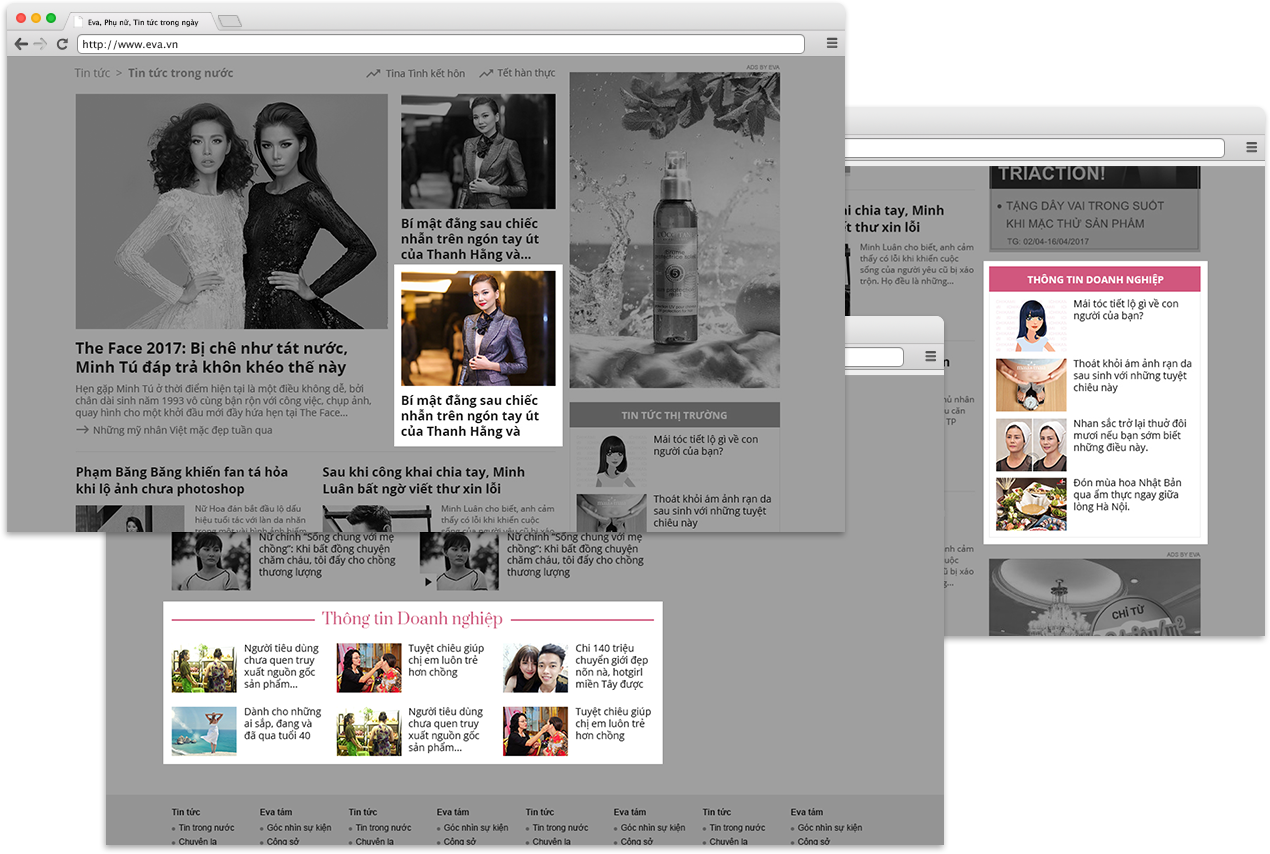 Eva, Phụ nữ, Tin tức trong ngày
http://www.eva.vn
Tin tức > Tin tức trong nước
Tina Tình kết hôn
Tết hàn thực
ADS BY EVA
The Face 2017: Bị chê như tát nước,
Minh Tú đáp trả khôn khéo thế này
Hẹn gặp Minh Tú ở thời điểm hiện tại là một điều không dễ, bởi
chân dài sinh năm 1993 vô cùng bận rộn với công việc, chụp ảnh,
quay hình cho một khởi đầu mới đầy hứa hẹn tại The Face...
Những mỹ nhân Việt mặc đẹp tuần qua
Bí mật đằng sau chiếc
nhẫn trên ngón tay út
của Thanh Hằng và...
Bí mật đằng sau chiếc
nhẫn trên ngón tay út
của Thanh Hằng và
TIN TỨC THỊ TRƯỜNG
Mái tóc tiết lộ gì về con
người của bạn?
Thoát khỏi ám ảnh rạn da
sau sinh với những tuyệt
chiêu này
Phạm Băng Băng khiến fan tá hỏa
khi lộ ảnh chưa photoshop
Nữ Hoa đán bắt đầu lộ dấu
hiệu tuổi tác với làn da nhăn
Sau khi công khai chia tay, Minh
Luân bất ngờ viết thư xin lỗi
Minh Luân cho biết, anh cảm
thấy có lỗi khi khiến cuộc
sống của người yêu cũ bị xáo
chia tay, Minh
thư xin lỗi
Minh Luân cho biết, anh cảm
thấy có lỗi khi khiến cuộc
sống của người yêu cũ bị xáo
trộn. Họ đều là những...
TRIACTION!
• TẶNG DÂY VAI TRONG SUỐT
KHI MẶC THỬ SẢN PHẨM
TG: 02/04-16/04/2017
THÔNG TIN DOANH NGHIỆP
Mái tóc tiết lộ gì về con
người của bạn?
Thoát khỏi ám ảnh rạn da
sau sinh với những tuyệt
chiêu này
Nhan sắc trở lại thuở đôi
mươi nếu bạn sớm biết
những điều này.
Đón mùa hoa Nhật Bản
qua ẩm thực ngay giữa
lòng Hà Nội.
ADS BY EVA
CHỈ TỪ
nhân
căn
TP
anh cảm
cuộc
bị xáo
Nữ chính “Sống chung với mẹ
chồng”: Khi bất đồng chuyện
chăm cháu, tôi đẩy cho chồng
thương lượng
Nữ chính “Sống chung với mẹ
chồng”: Khi bất đồng chuyện
chăm cháu, tôi đẩy cho chồng
thương lượng
Thông tin Doanh nghiệp
Người tiêu dùng
chưa quen truy
xuất nguồn gốc
sản phẩm...
Tuyệt chiêu giúp
chị em luôn trẻ
hơn chồng
Chi 140 triệu
chuyển giới đẹp
nõn nà, hotgirl
miền Tây được
Dành cho những
ai sắp, đang và
đã qua tuổi 40
Người tiêu dùng
chưa quen truy
xuất nguồn gốc
sản phẩm...
Tuyệt chiêu giúp
chị em luôn trẻ
hơn chồng
Tin tức Eva tám Tin tức Eva tám Tin tức Eva tám Tin tức Eva tám
Tin trong nước Góc nhìn sự kiện Tin trong nước Góc nhìn sự kiện Tin trong nước Góc nhìn sự kiện Tin trong nước Góc nhìn sự kiện
Chuyện lạ Công sở Chuyện lạ Công sở Chuyện lạ Công sở Chuyện lạ Công sở